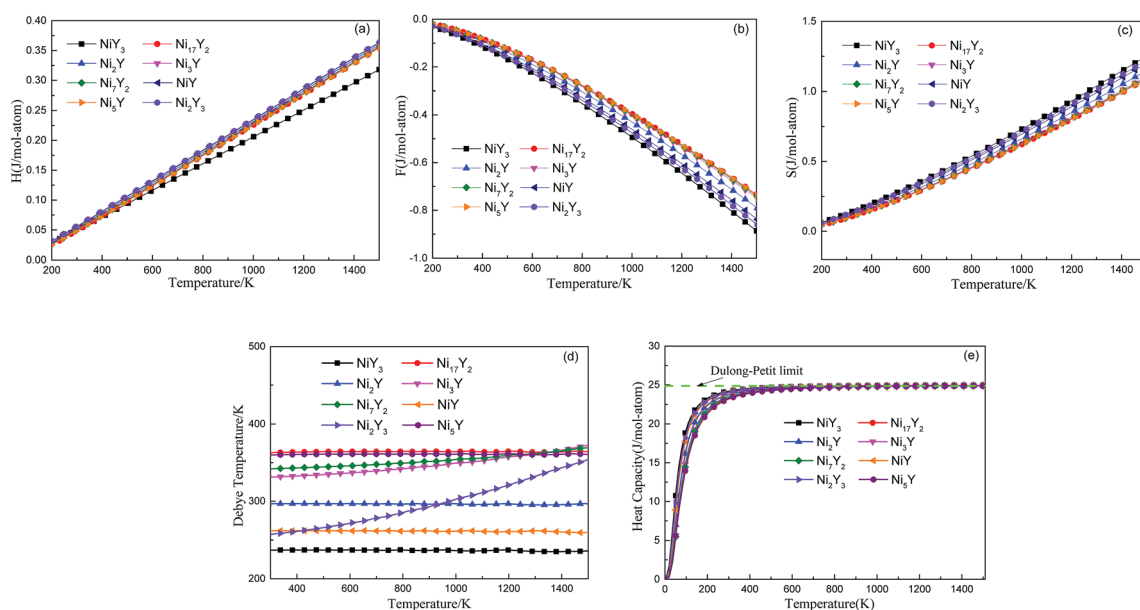 (a)
NiY3 Ni17Y2
Ni2Y Ni3Y
Ni7Y2 NiY
Ni5Y Ni2Y3
H(J/mol-atom)
0.40
0.35
0.30
0.25
0.20
0.15
0.10
0.05
0.00
200 400 600 800 1000 1200 1400
Temperature/K
(b)
NiY3 Ni17Y2
Ni2Y Ni3Y
Ni7Y2 NiY
Ni5Y Ni2Y3
F(J/mol-atom)
0.0
-0.2
-0.4
-0.6
-0.8
-1.0
200 400 600 800 1000 1200 1400
Temperature/K
(c)
NiY3 Ni17Y2
Ni2Y Ni3Y
Ni7Y2 NiY
Ni5Y Ni2Y3
S(J/mol-atom)
1.5
1.0
0.5
0.0
200 400 600 800 1000 1200 1400
Temperature/K
(d)
NiY3 Ni17Y2
Ni2Y Ni3Y
Ni7Y2 NiY
Ni2Y3 Ni5Y
Debye Temperature/K
500
400
300
200
400 600 800 1000 1200 1400
Temperature/K
(e)
Dulong-Petit limit
NiY3 Ni17Y2
Ni2Y Ni3Y
Ni7Y2 NiY
Ni2Y3 Ni5Y
Heat Capacity(J/mol-atom)
30
25
20
15
10
5
0
0 200 400 600 800 1000 1200 1400
Temperature(K)